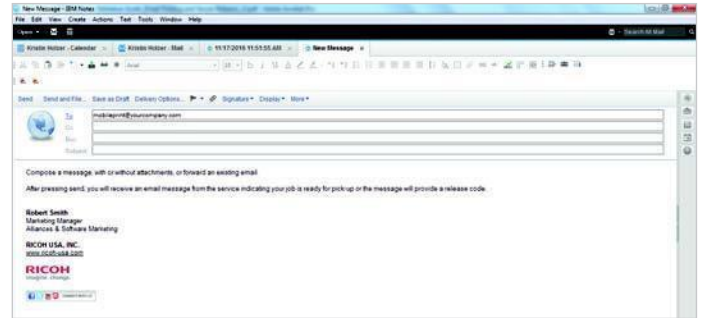 New Message - IBM Notes
File Edit View Create Actions Text Tools Window Help
Open
Search All Mail
Kristie Holzer - Calendar
Kristie Holzer - Mail
11/17/2016 11:51:55 AM
New Message
Send Send and File... Save as Draft Delivery Options... Signature Display More
To
mobileprint@yourcompany.com
Subject
Compose a message, with or without attachments, or forward an existing email
After pressing send, you will receive an email message from the service indicating your job is ready for pick-up or the message will provide a release code.
Robert Smith
Marketing Manager
Alliances & Software Marketing
RICOH USA, INC.
www.ricoh-usa.com
RICOH
imagine. change.